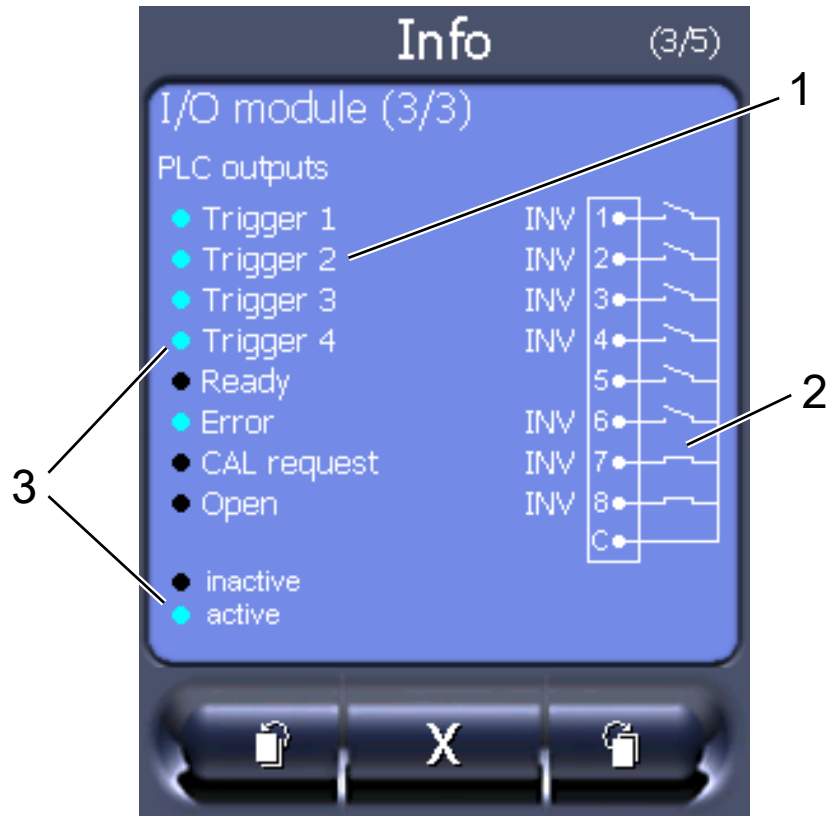 Info (3/5)
I/O module (3/3)
1
PLC outputs
Trigger 1 INV 1
Trigger 2 INV 2
Trigger 3 INV 3
Trigger 4 INV 4
Ready 5
2
Error INV 6
CAL request INV 7
3
Open INV 8
C
inactive
active
X